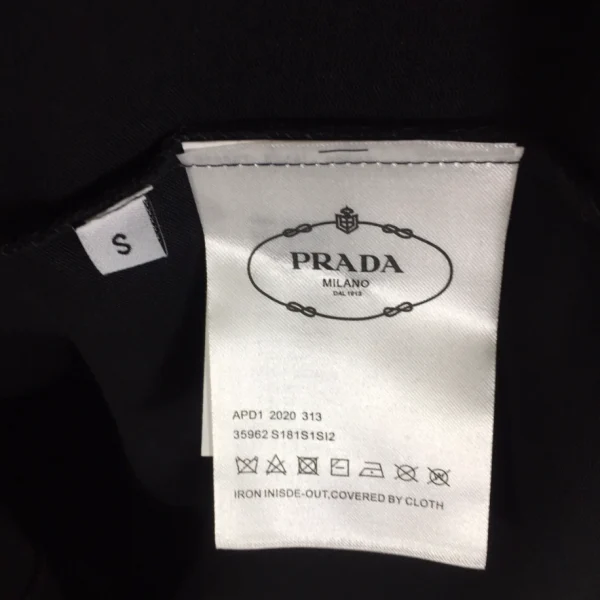 S
PRADA
MILANO
DAL 1913
APD1 2020 313
35962 S181S1SI2
IRON INISDE-OUT,COVERED BY CLOTH